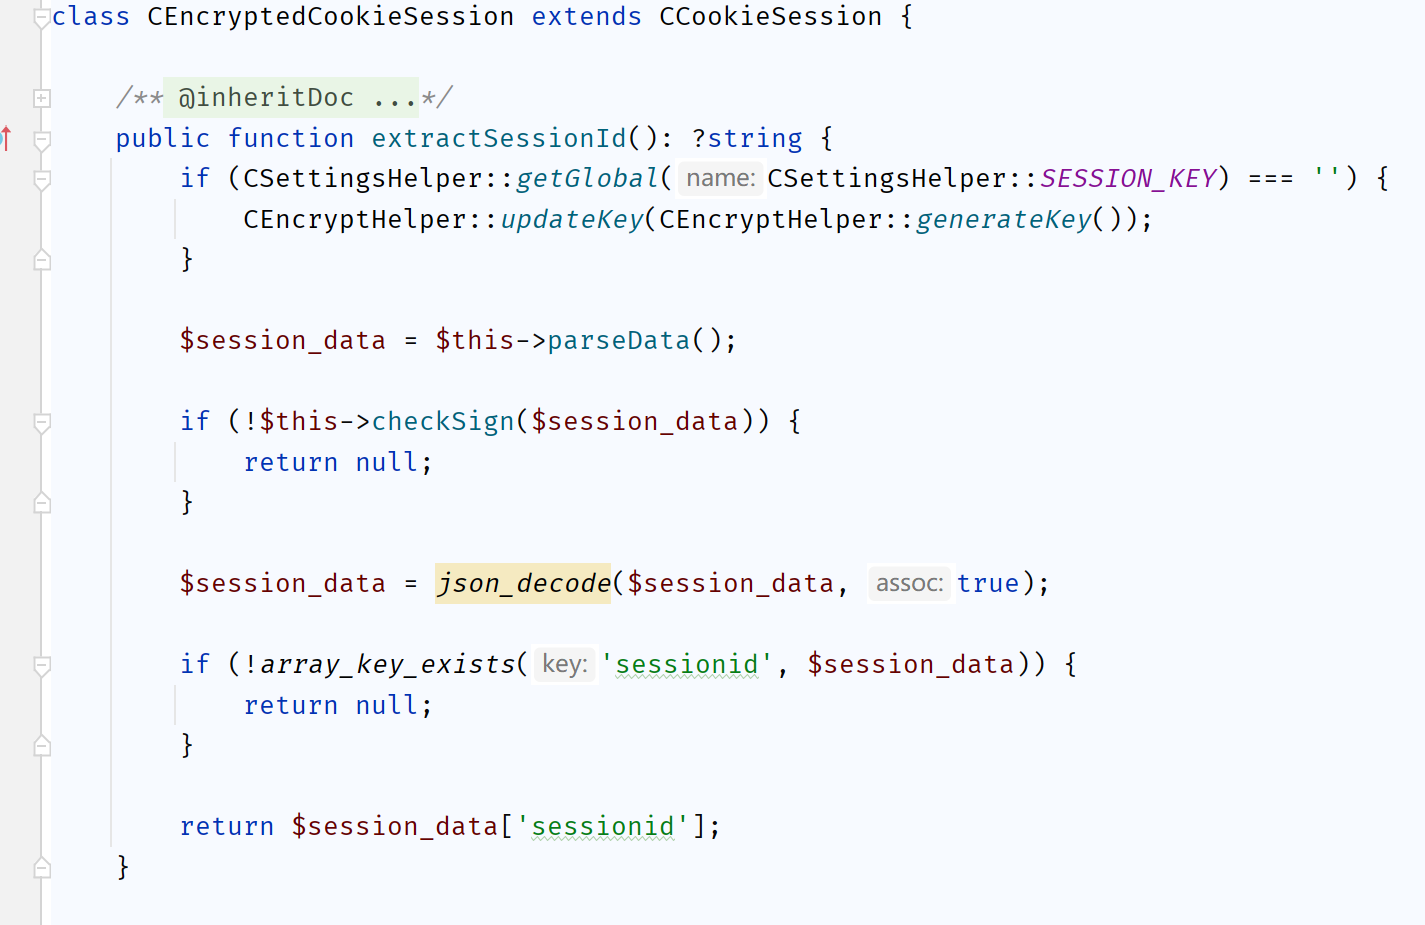 class CEncryptedCookieSession extends CCookieSession {
/** @inheritDoc ...*/
public function extractSessionId(): ?string {
if (CSettingsHelper::getGlobal( name: CSettingsHelper::SESSION_KEY) === '') {
CEncryptHelper::updateKey(CEncryptHelper::generateKey());
}
$session_data = $this->parseData();
if (!$this->checkSign($session_data)) {
return null;
}
$session_data = json_decode($session_data, assoc: true);
if (!array_key_exists( key: 'sessionid', $session_data)) {
return null;
}
return $session_data['sessionid'];
}